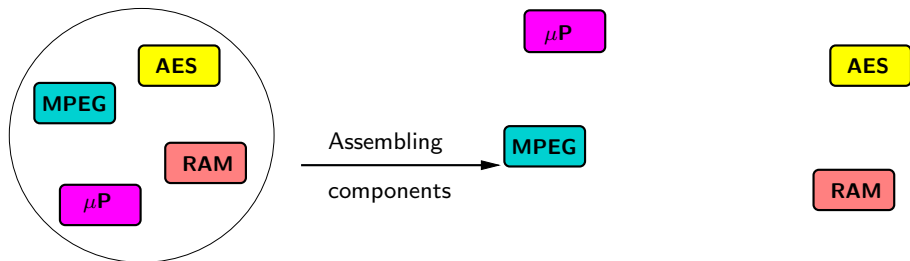 AES
MPEG
RAM
μP
Assembling
components
μP
MPEG
AES
RAM